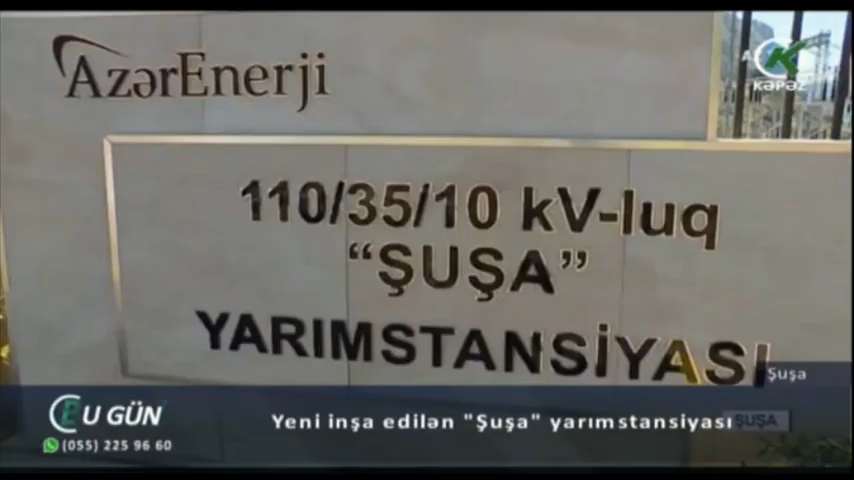 AzərEnerji
KƏPƏZ
110/35/10 kV-luq
“ŞUŞA”
YARIMSTANSİYASI
Şuşa
BU GÜN
Yeni inşa edilən "Şuşa" yarımstansiyası
ŞUŞA
(055) 225 96 60